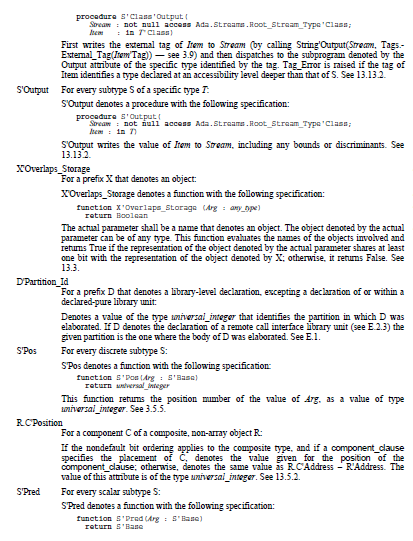 procedure S'Class'Output(
Stream : not null access Ada.Streams.Root_Stream_Type'Class;
Item : in T'Class)
First writes the external tag of Item to Stream (by calling String'Output(Stream, Tags.-
External_Tag(Item'Tag)) — see 3.9) and then dispatches to the subprogram denoted by the
Output attribute of the specific type identified by the tag. Tag_Error is raised if the tag of
Item identifies a type declared at an accessibility level deeper than that of S. See 13.13.2.
S'Output For every subtype S of a specific type T:
S'Output denotes a procedure with the following specification:
procedure S'Output(
Stream : not null access Ada.Streams.Root_Stream_Type'Class;
Item : in T)
S'Output writes the value of Item to Stream, including any bounds or discriminants. See
13.13.2.
X'Overlaps_Storage
For a prefix X that denotes an object:
X'Overlaps_Storage denotes a function with the following specification:
function X'Overlaps_Storage (Arg : any_type)
return Boolean
The actual parameter shall be a name that denotes an object. The object denoted by the actual
parameter can be of any type. This function evaluates the names of the objects involved and
returns True if the representation of the object denoted by the actual parameter shares at least
one bit with the representation of the object denoted by X; otherwise, it returns False. See
13.3.
D'Partition_Id
For a prefix D that denotes a library-level declaration, excepting a declaration of or within a
declared-pure library unit:
Denotes a value of the type universal_integer that identifies the partition in which D was
elaborated. If D denotes the declaration of a remote call interface library unit (see E.2.3) the
given partition is the one where the body of D was elaborated. See E.1.
S'Pos For every discrete subtype S:
S'Pos denotes a function with the following specification:
function S'Pos(Arg : S'Base)
return universal_integer
This function returns the position number of the value of Arg, as a value of type
universal_integer. See 3.5.5.
R.C'Position
For a component C of a composite, non-array object R:
If the nondefault bit ordering applies to the composite type, and if a component_clause
specifies the placement of C, denotes the value given for the position of the
component_clause; otherwise, denotes the same value as R.C'Address – R'Address. The
value of this attribute is of the type universal_integer. See 13.5.2.
S'Pred For every scalar subtype S:
S'Pred denotes a function with the following specification:
function S'Pred(Arg : S'Base)
return S'Base